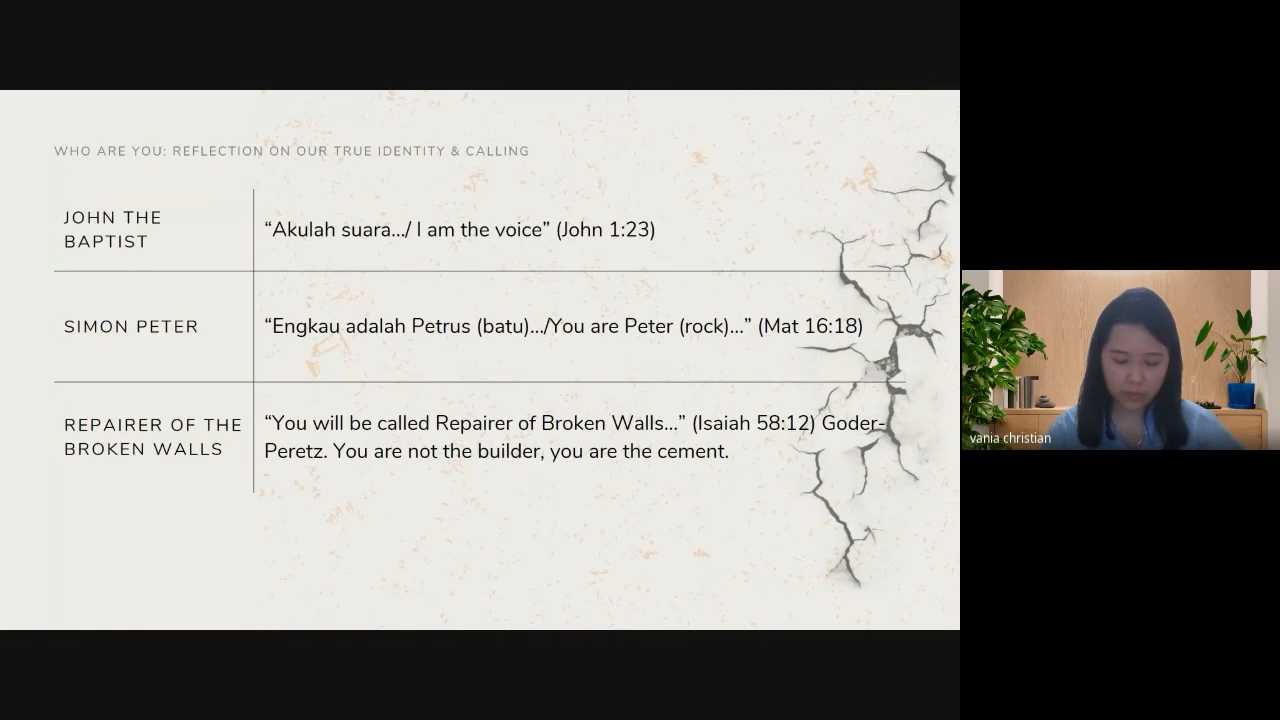 WHO ARE YOU: REFLECTION ON OUR TRUE IDENTITY & CALLING
JOHN THE
BAPTIST
“Akulah suara.../ I am the voice” (John 1:23)
SIMON PETER
“Engkau adalah Petrus (batu).../You are Peter (rock)...” (Mat 16:18)
REPAIRER OF THE
BROKEN WALLS
“You will be called Repairer of Broken Walls...” (Isaiah 58:12) Goder-
Peretz. You are not the builder, you are the cement.
vania christian